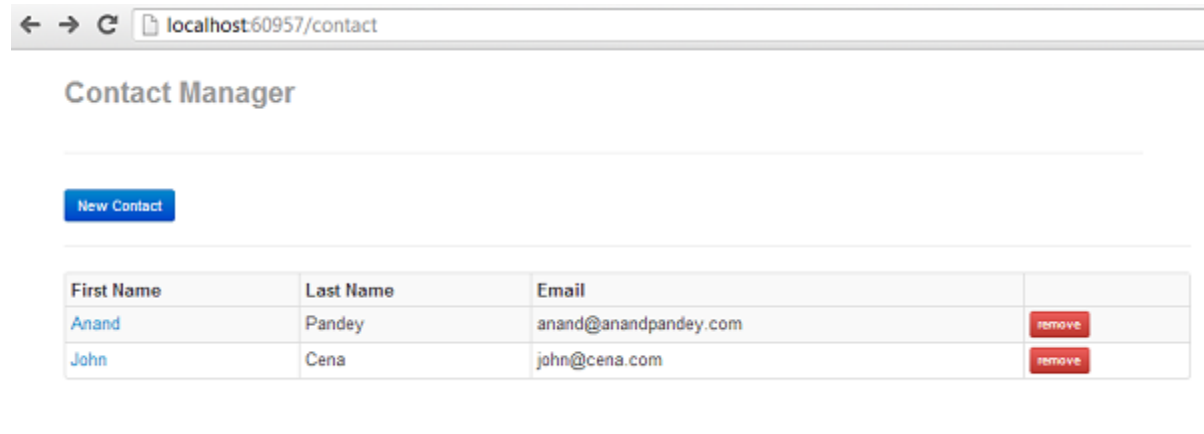 localhost:60957/contact
Contact Manager
New Contact
First Name Last Name Email
Anand Pandey anand@anandpandey.com remove
John Cena john@cena.com remove